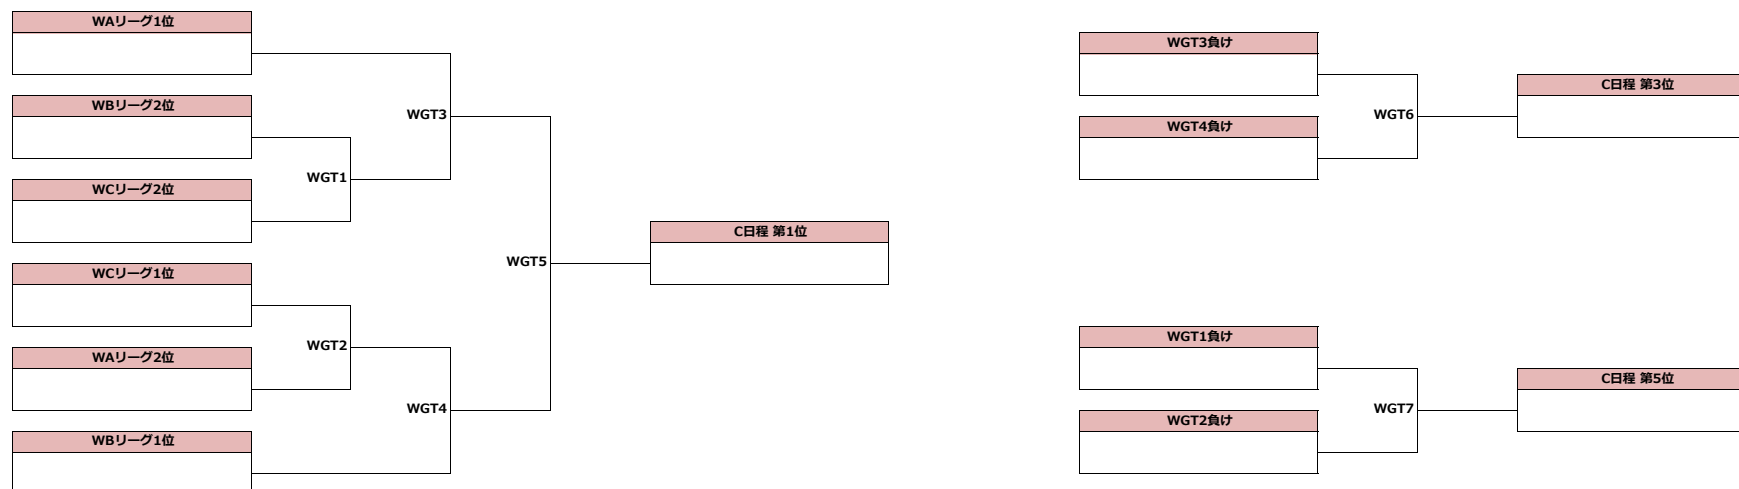 WAリーグ1位
WBリーグ2位
WGT3
WGT1
WCリーグ2位
C日程 第1位
WGT5
WCリーグ1位
WGT2
WAリーグ2位
WGT4
WBリーグ1位
WGT3負け
C日程 第3位
WGT6
WGT4負け
WGT1負け
C日程 第5位
WGT7
WGT2負け